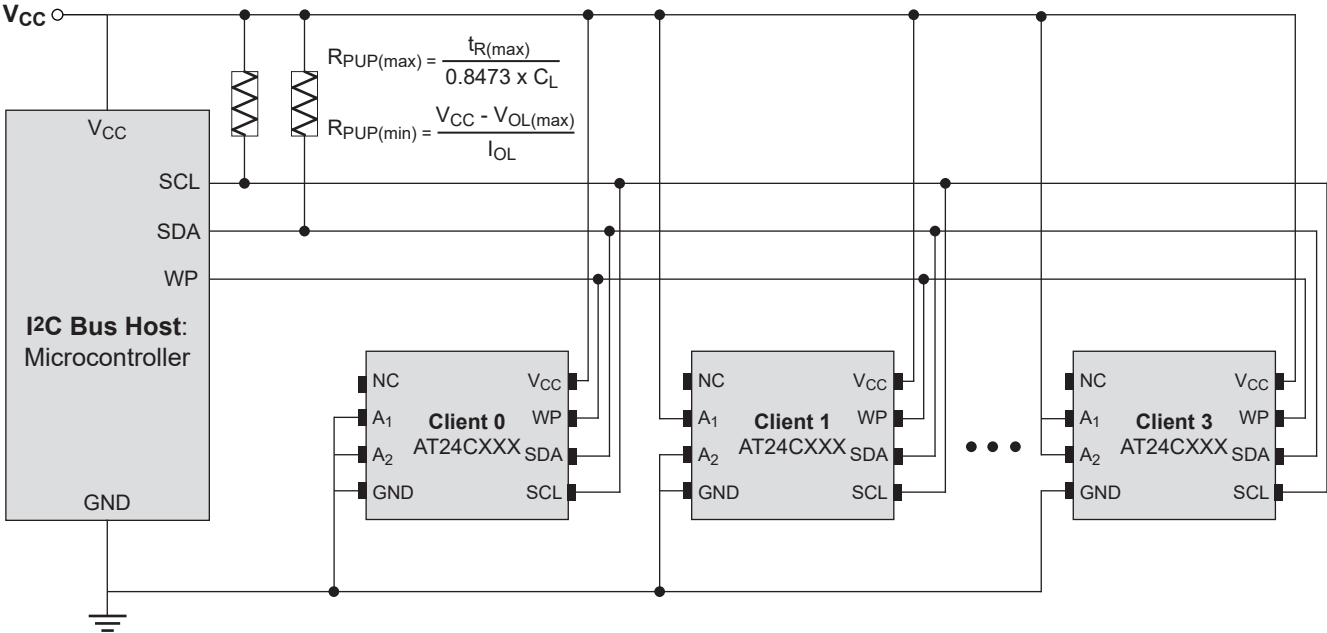 VCC
RPUP(max) = tR(max)
0.8473 x CL
RPUP(min) = VCC - VOL(max)
IOL
VCC
SCL
SDA
WP
I2C Bus Host:
Microcontroller
GND
NC
A1
A2
GND
Client 0
AT24CXXX
VCC
WP
SDA
SCL
NC
A1
A2
GND
Client 1
AT24CXXX
VCC
WP
SDA
SCL
NC
A1
A2
GND
Client 3
AT24CXXX
VCC
WP
SDA
SCL